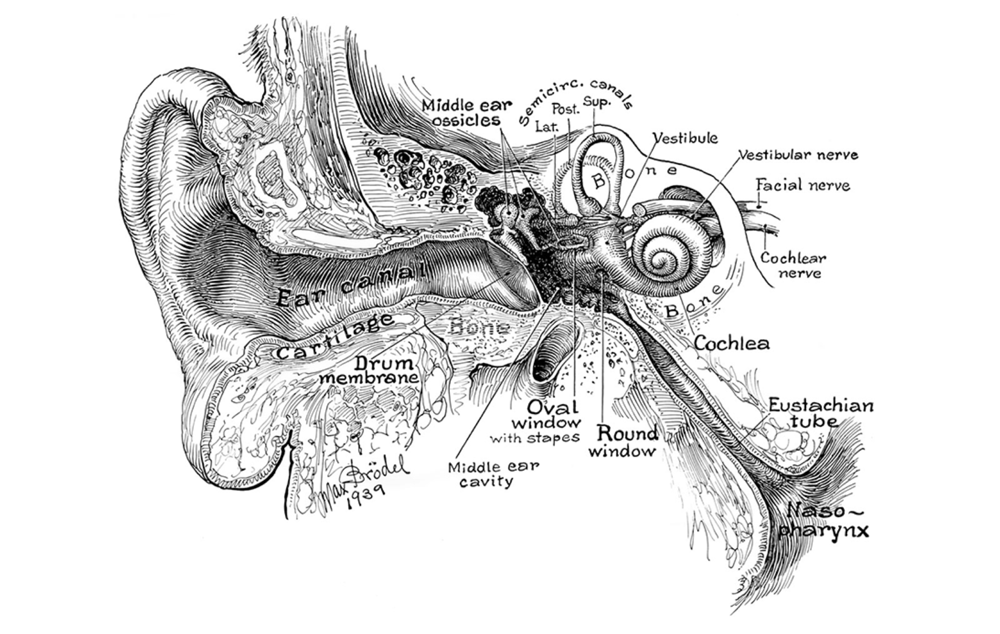 Semicirc. canals
Middle ear
ossicles
Lat.
Post.
Sup.
Vestibule
Vestibular nerve
Facial nerve
Bone
Cochlear
nerve
Ear canal
Cartilage
Bone
Bone
Drum
membrane
Cochlea
Oval
window
with stapes
Round
window
Eustachian
tube
Middle ear
cavity
Naso~
pharynx
Max Brödel
1939